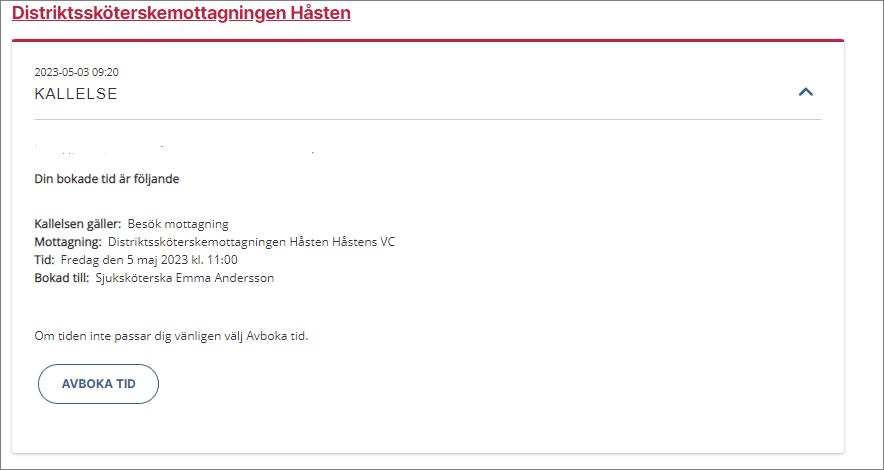 Distriktssköterskemottagningen Håsten
2023-05-03 09:20
KALLELSE
Din bokade tid är följande
Kallelsen gäller: Besök mottagning
Mottagning: Distriktssköterskemottagningen Håsten Håstens VC
Tid: Fredag den 5 maj 2023 kl. 11:00
Bokad till: Sjuksköterska Emma Andersson
Om tiden inte passar dig vänligen välj Avboka tid.
AVBOKA TID